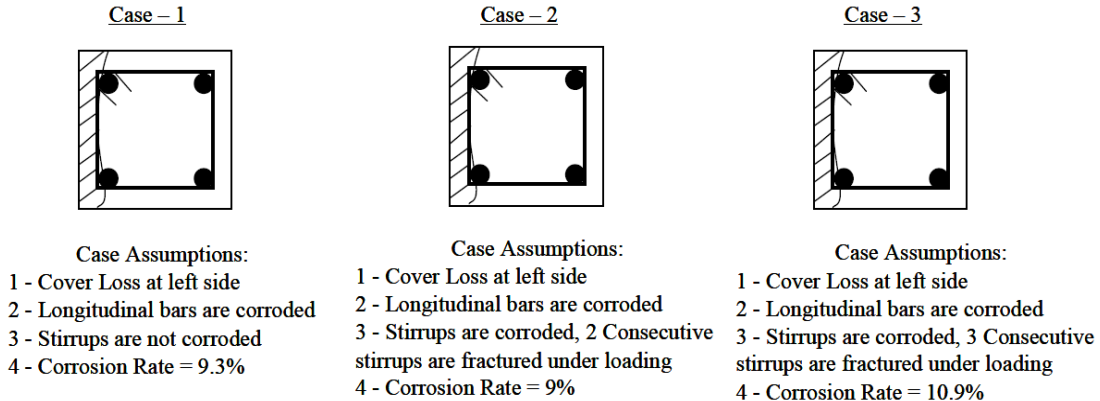 Case – 1
Case Assumptions:
1 - Cover Loss at left side
2 - Longitudinal bars are corroded
3 - Stirrups are not corroded
4 - Corrosion Rate = 9.3%
Case – 2
Case Assumptions:
1 - Cover Loss at left side
2 - Longitudinal bars are corroded
3 - Stirrups are corroded, 2 Consecutive
stirrups are fractured under loading
4 - Corrosion Rate = 9%
Case – 3
Case Assumptions:
1 - Cover Loss at left side
2 - Longitudinal bars are corroded
3 - Stirrups are corroded, 3 Consecutive
stirrups are fractured under loading
4 - Corrosion Rate = 10.9%